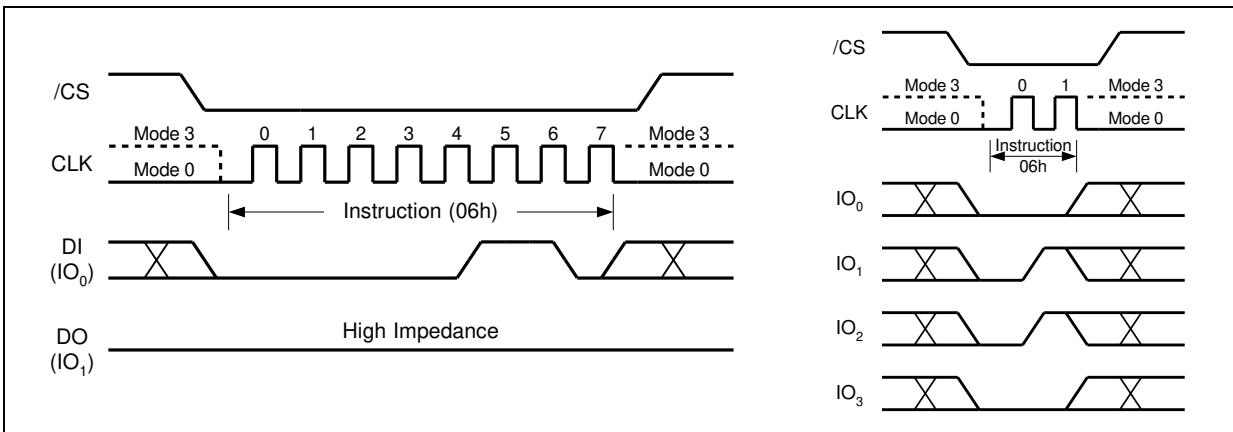 /CS
Mode 3 0 1 2 3 4 5 6 7 Mode 3
CLK
Mode 0 Mode 0
Instruction (06h)
DI
(IO0)
High Impedance
DO
(IO1)
/CS
Mode 3 0 1 Mode 3
CLK
Mode 0 Mode 0
Instruction
06h
IO0
IO1
IO2
IO3